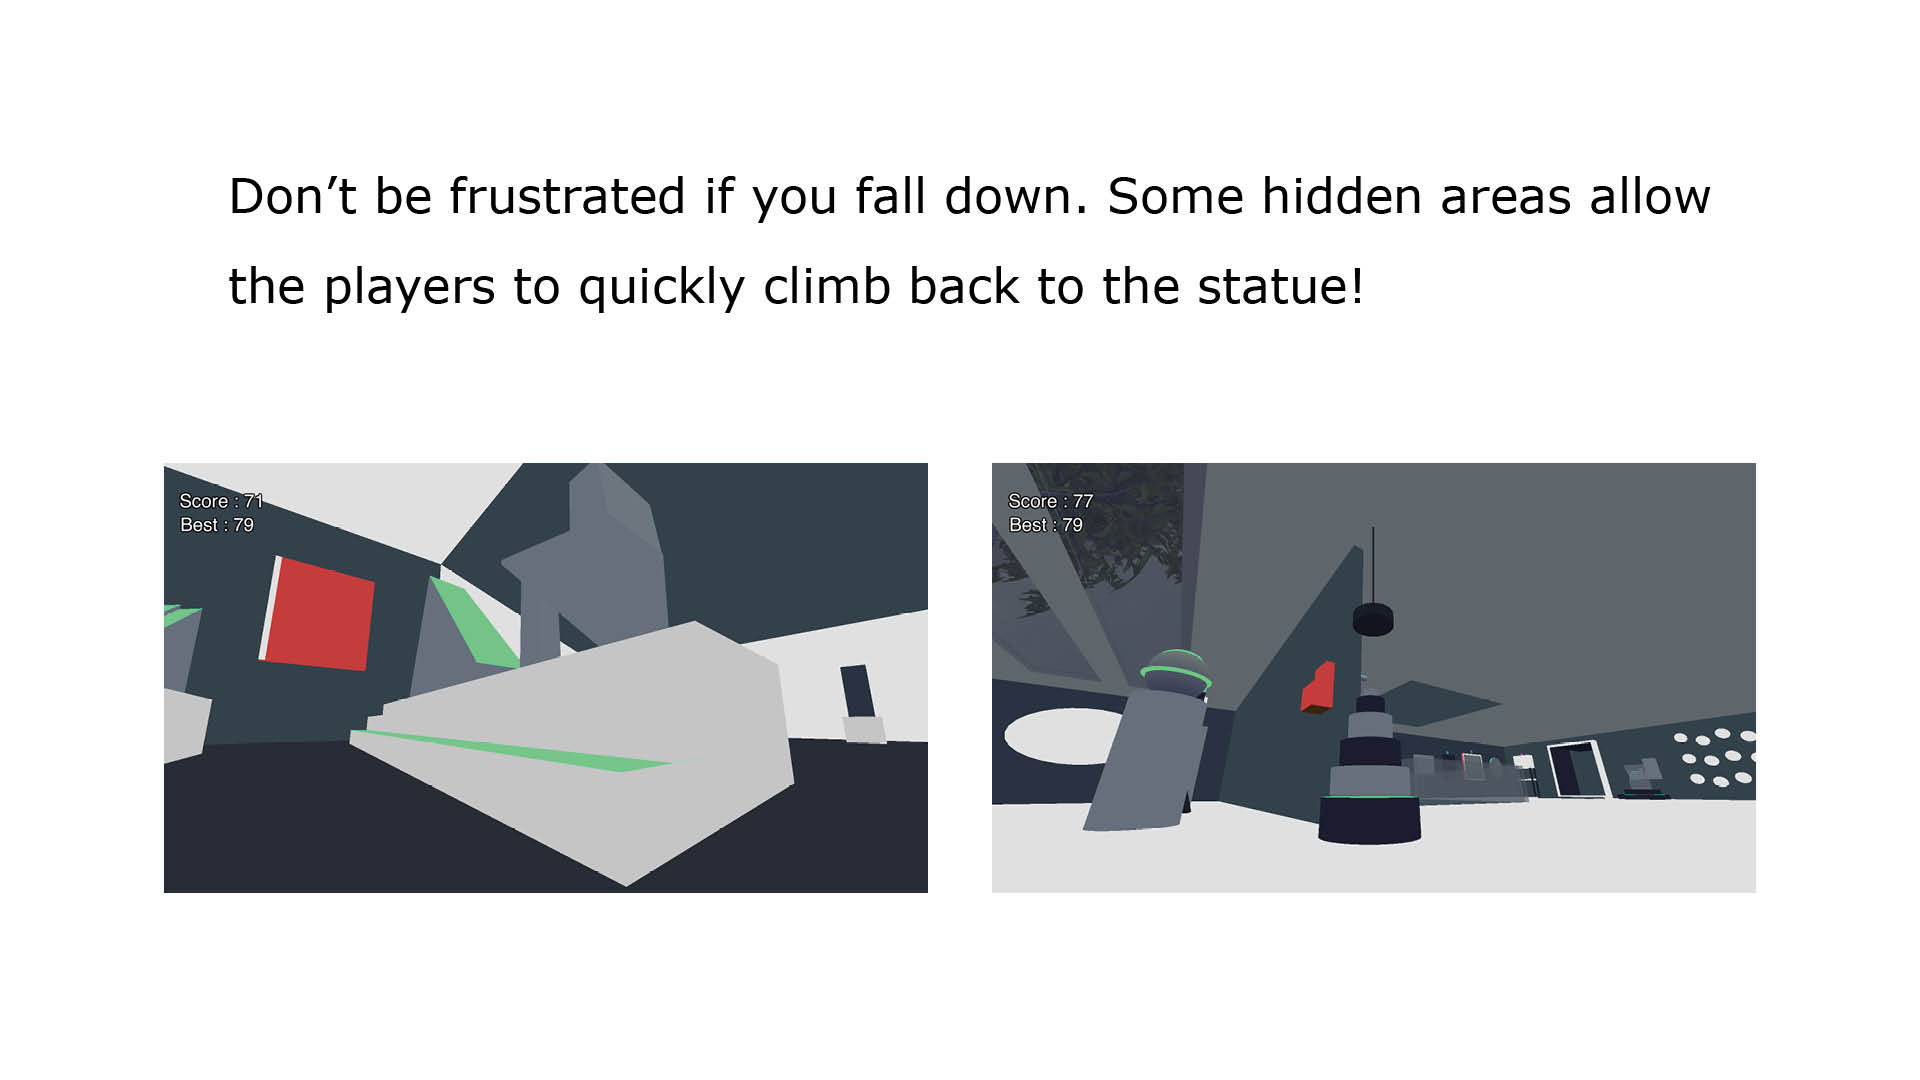 Don’t be frustrated if you fall down. Some hidden areas allow
the players to quickly climb back to the statue!
Score : 71
Best : 79
Score : 77
Best : 79